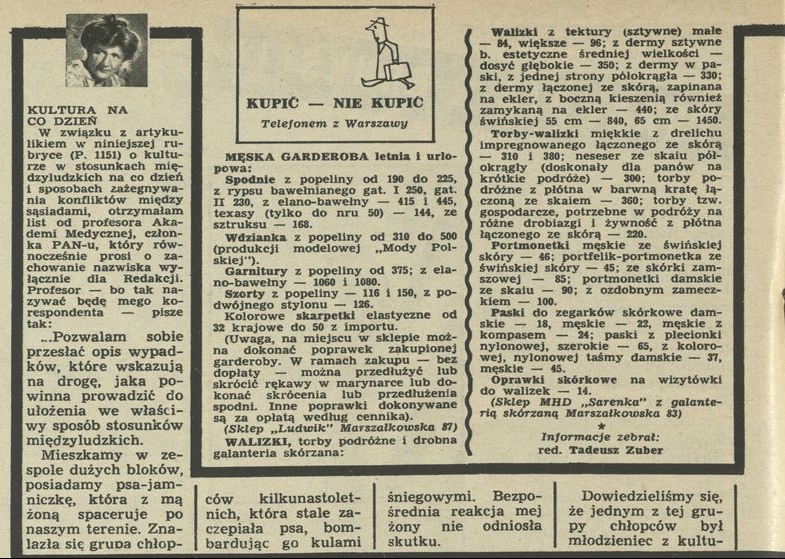 KULTURA NA
CO DZIEŃ
W związku z artyku-
likiem w niniejszej ru-
bryce (P. 1151) o kultu-
rze w stosunkach mię-
dzyludzkich na co dzień
i sposobach zażegnywa-
nia konfliktów między
sąsiadami, otrzymałam
list od profesora Aka-
demi Medycznej, człon-
ka PAN-u, który rów-
nocześnie prosi o za-
chowanie nazwiska wy-
łącznie dla Redakcji.
Profesor — bo tak na-
zywać będę mego ko-
respondenta — pisze
tak:
„...Pozwalam sobie
przesłać opis wypad-
ków, które wskazują
na drogę, jaka po-
winna prowadzić do
ułożenia we właści-
wy sposób stosunków
międzyludzkich.
Mieszkamy w ze-
spole dużych bloków,
posiadamy psa-jam-
niczkę, która z mą
żoną spaceruje po
naszym terenie. Zna-
lazła się grupa chłop-
KUPIĆ — NIE KUPIĆ
Telefonem z Warszawy
MĘSKA GARDEROBA letnia i urlo-
powa:
Spodnie z popeliny od 190 do 225,
z rypsu bawełnianego gat. I 250, gat.
II 230, z elano-bawełny — 415 i 445,
texasy (tylko do nru 50) — 144, ze
sztruksu — 168.
Wdzianka z popeliny od 310 do 500
(produkcji modelowej „Mody Pol-
skiej").
Garnitury z popeliny od 375; z ela-
no-bawełny — 1060 i 1080.
Szorty z popeliny — 116 i 150, z po-
dwójnego stylonu — 126.
Kolorowe skarpetki elastyczne od
32 krajowe do 50 z importu.
(Uwaga, na miejscu w sklepie moż-
na dokonać poprawek zakupionej
garderoby. W ramach zakupu — bez
dopłaty — można przedłużyć lub
skrócić rękawy w marynarce lub do-
konać skrócenia lub przedłużenia
spodni. Inne poprawki dokonywane
są za opłatą według cennika).
(Sklep „Ludwik" Marszałkowska 87)
WALIZKI, torby podróżne i drobna
galanteria skórzana:
Walizki z tektury (sztywne) małe
— 84, większe — 96; z dermy sztywne
b. estetyczne średniej wielkości —
dosyć głębokie — 350; z dermy w pa-
ski, z jednej strony półokrągła — 330;
z dermy łączonej ze skórą, zapinana
na ekler, z boczną kieszenią również
zamykaną na ekler — 440; ze skóry
świńskiej 55 cm — 840, 65 cm — 1450.
Torby-walizki miękkie z drelichu
impregnowanego łączonego ze skórą
— 310 i 380; neseser ze skaiu pół-
okrągły (doskonały dla panów na
krótkie podróże) — 300; torby po-
dróżne z płótna w barwną kratę łą-
czoną ze skaiem — 360; torby tzw.
gospodarcze, potrzebne w podróży na
różne drobiazgi i żywność z płótna
łączonego ze skórą — 220.
Portmonetki męskie ze świńskiej
skóry — 46; portfelik-portmonetka ze
świńskiej skóry — 45; ze skórki zam-
szowej — 85; portmonetki damskie
ze skaiu — 90; z ozdobnym zamecz-
kiem — 100.
Paski do zegarków skórkowe dam-
skie — 18, męskie — 22, męskie z
kompasem — 24; paski z plecionki
nylonowej, szerokie — 65, z koloro-
wej, nylonowej taśmy damskie — 37,
męskie — 45.
Oprawki skórkowe na wizytówki
do walizek — 14.
(Sklep MHD „Sarenka" z galante-
rią skórzaną Marszałkowska 83)
★
Informacje zebrał:
red. Tadeusz Zuber
ców kilkunastolet-
nich, która stale za-
czepiała psa, bom-
bardując go kulami
śniegowymi. Bezpo-
średnia reakcja mej
żony nie odniosła
skutku.
Dowiedzieliśmy się,
że jednym z tej gru-
py chłopców był
młodzieniec z kultu-